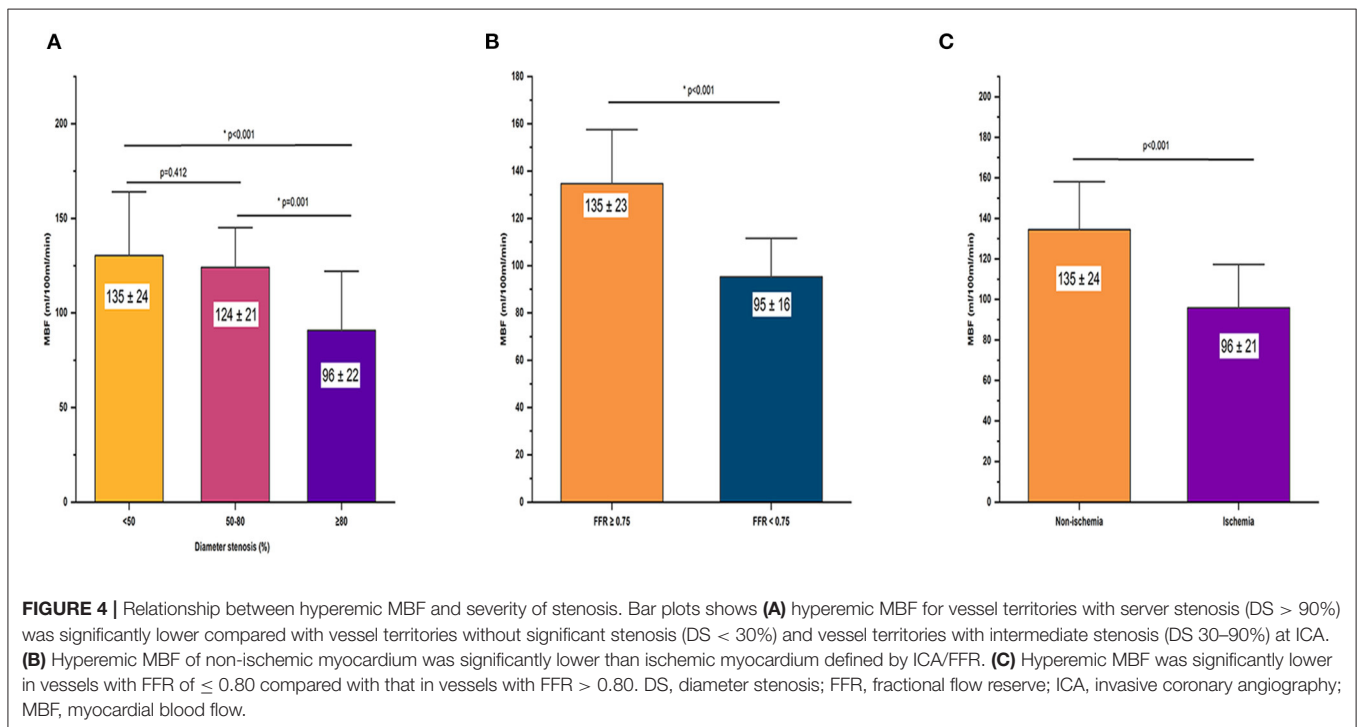 A
B
C
200
150
100
50
0
MBF (ml/100ml/min)
* p<0.001
p=0.412
* p=0.001
135 ± 24
124 ± 21
96 ± 22
<50
50-80
≥80
Diameter stenosis (%)
180
160
140
120
100
80
60
40
20
0
MBF (ml/100ml/min)
* p<0.001
135 ± 23
95 ± 16
FFR ≥ 0.75
FFR < 0.75
200
180
160
140
120
100
80
60
40
20
0
MBF (ml/100ml/min)
p<0.001
135 ± 24
96 ± 21
Non-ischemia
Ischemia
FIGURE 4 | Relationship between hyperemic MBF and severity of stenosis. Bar plots shows (A) hyperemic MBF for vessel territories with server stenosis (DS > 90%)
was significantly lower compared with vessel territories without significant stenosis (DS < 30%) and vessel territories with intermediate stenosis (DS 30–90%) at ICA.
(B) Hyperemic MBF of non-ischemic myocardium was significantly lower than ischemic myocardium defined by ICA/FFR. (C) Hyperemic MBF was significantly lower
in vessels with FFR of ≤ 0.80 compared with that in vessels with FFR > 0.80. DS, diameter stenosis; FFR, fractional flow reserve; ICA, invasive coronary angiography;
MBF, myocardial blood flow.